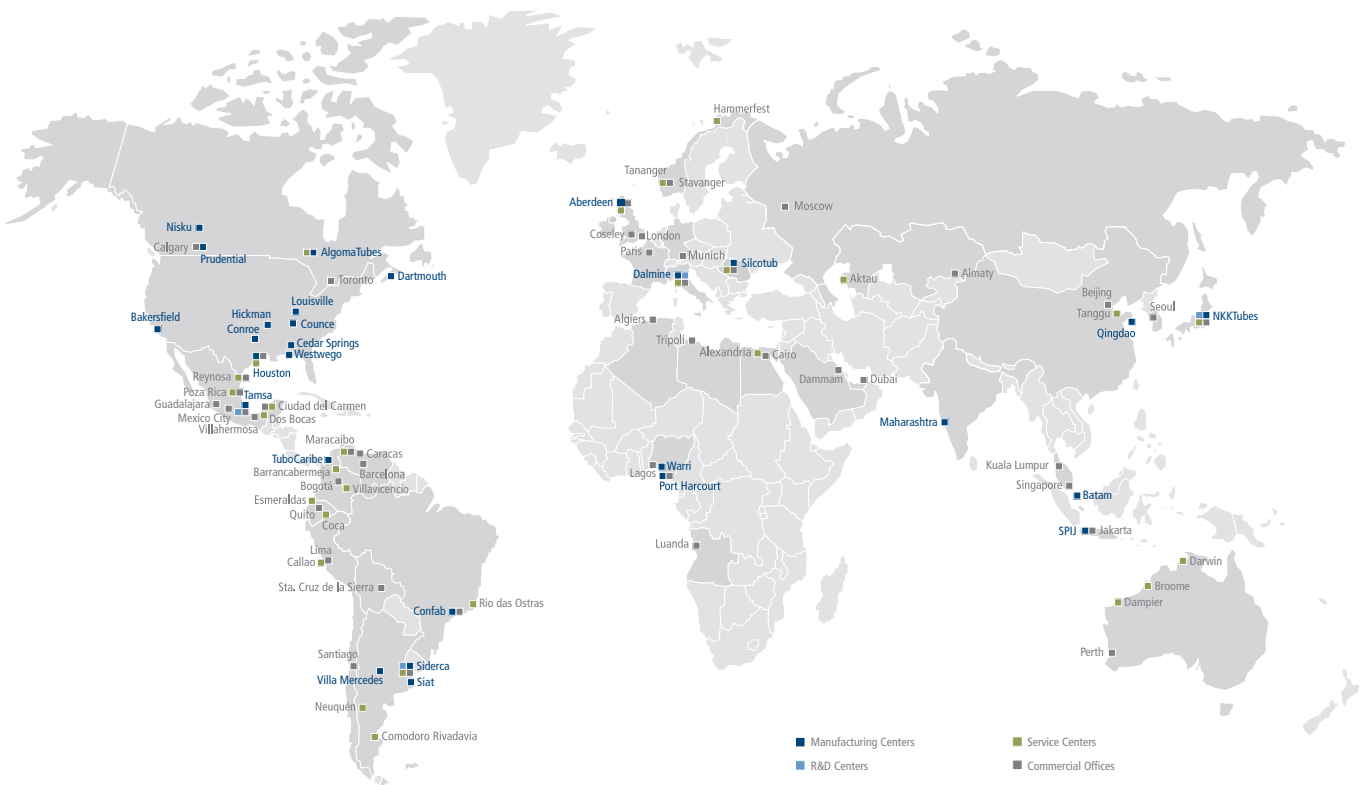 Hammerfest
Tananger
Stavanger
Aberdeen
Moscow
Nisku
Coseley
London
Calgary
Prudential
AlgomaTubes
Paris
Munich
Silcotub
Dalmine
Dartmouth
Toronto
Aktau
Almaty
Beijing
Louisville
Seoul
Bakersfield
Hickman
Tanggu
NKKTubes
Counce
Algiers
Conroe
Qingdao
Tripoli
Cedar Springs
Westwego
Alexandria
Cairo
Houston
Reynosa
Dammam
Dubai
Poza Rica
Tamsa
Guadalajara
Ciudad del Carmen
Mexico City
Dos Bocas
Maharashtra
Villahermosa
Maracaibo
Caracas
TuboCaribe
Barrancabermeja
Barcelona
Lagos
Warri
Kuala Lumpur
Bogotá
Villavicencio
Port Harcourt
Singapore
Esmeraldas
Batam
Quito
Coca
SPIJ
Jakarta
Luanda
Lima
Callao
Darwin
Sta. Cruz de la Sierra
Broome
Rio das Ostras
Dampier
Confab
Santiago
Perth
Siderca
Villa Mercedes
Siat
Neuquén
Comodoro Rivadavia
Manufacturing Centers
Service Centers
R&D Centers
Commercial Offices